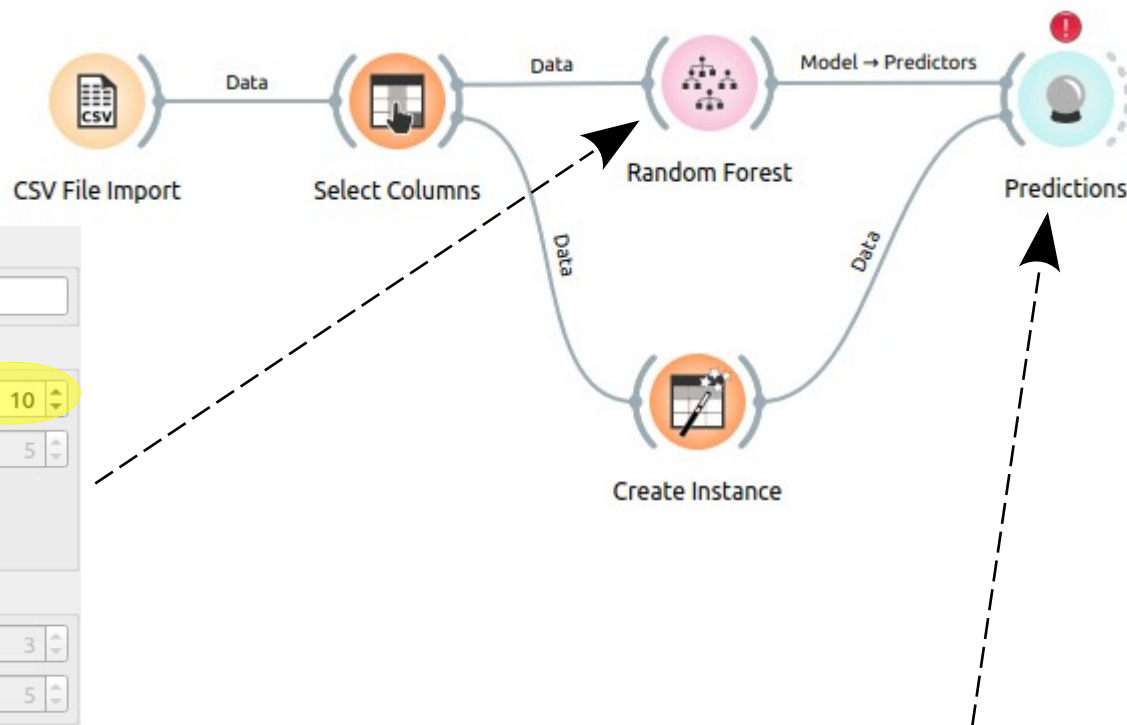 Data
Data
Model → Predictors
CSV
CSV File Import
Select Columns
Random Forest
Predictions
Data
Data
10
5
Create Instance
3
5